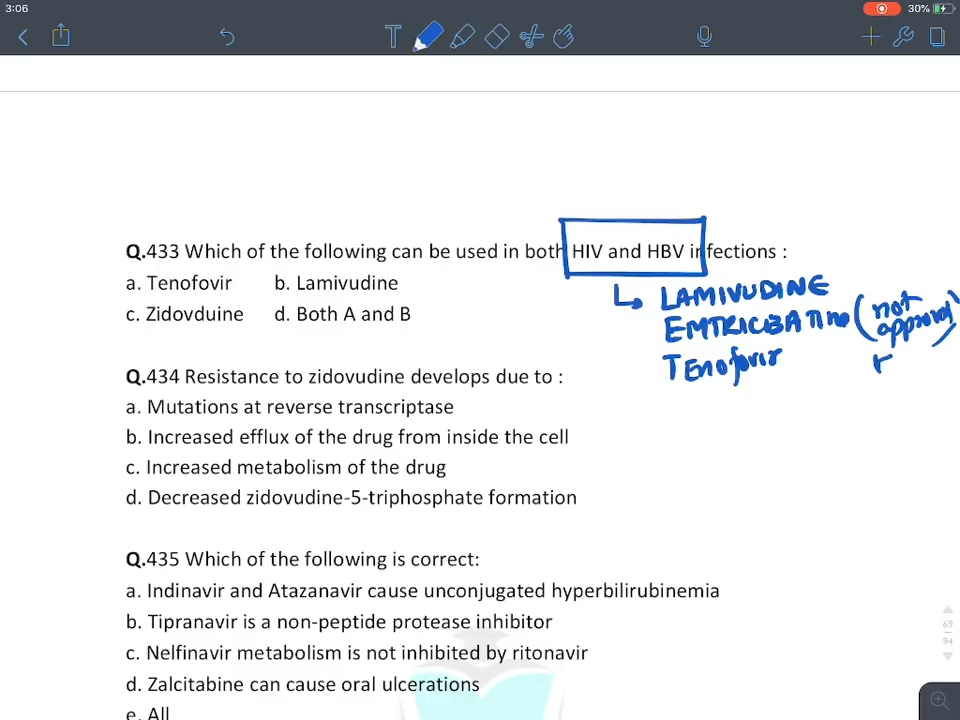 3:06
30%
T
Q.433 Which of the following can be used in both HIV and HBV infections :
a. Tenofovir b. Lamivudine
LAMIVUDINE
c. Zidovduine d. Both A and B
EMTRICIBATine (not approval)
Tenofovir
Q.434 Resistance to zidovudine develops due to :
a. Mutations at reverse transcriptase
b. Increased efflux of the drug from inside the cell
c. Increased metabolism of the drug
d. Decreased zidovudine-5-triphosphate formation
Q.435 Which of the following is correct:
a. Indinavir and Atazanavir cause unconjugated hyperbilirubinemia
b. Tipranavir is a non-peptide protease inhibitor
69
94
c. Nelfinavir metabolism is not inhibited by ritonavir
d. Zalcitabine can cause oral ulcerations
e. All